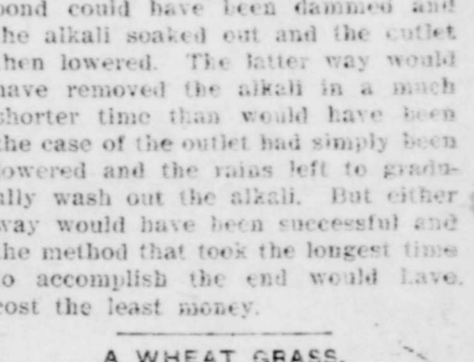 pond could have been dammed and
the alkali soaked out and the outlet
then lowered. The latter way would
have removed the alkali in a much
shorter time than would have been
the case of the outlet had simply been
lowered and the rains left to gradu-
ally wash out the alkali. But either
way would have been successful and
the method that took the longest time
to accomplish the end would have
cost the least money.
A WHEAT GRASS